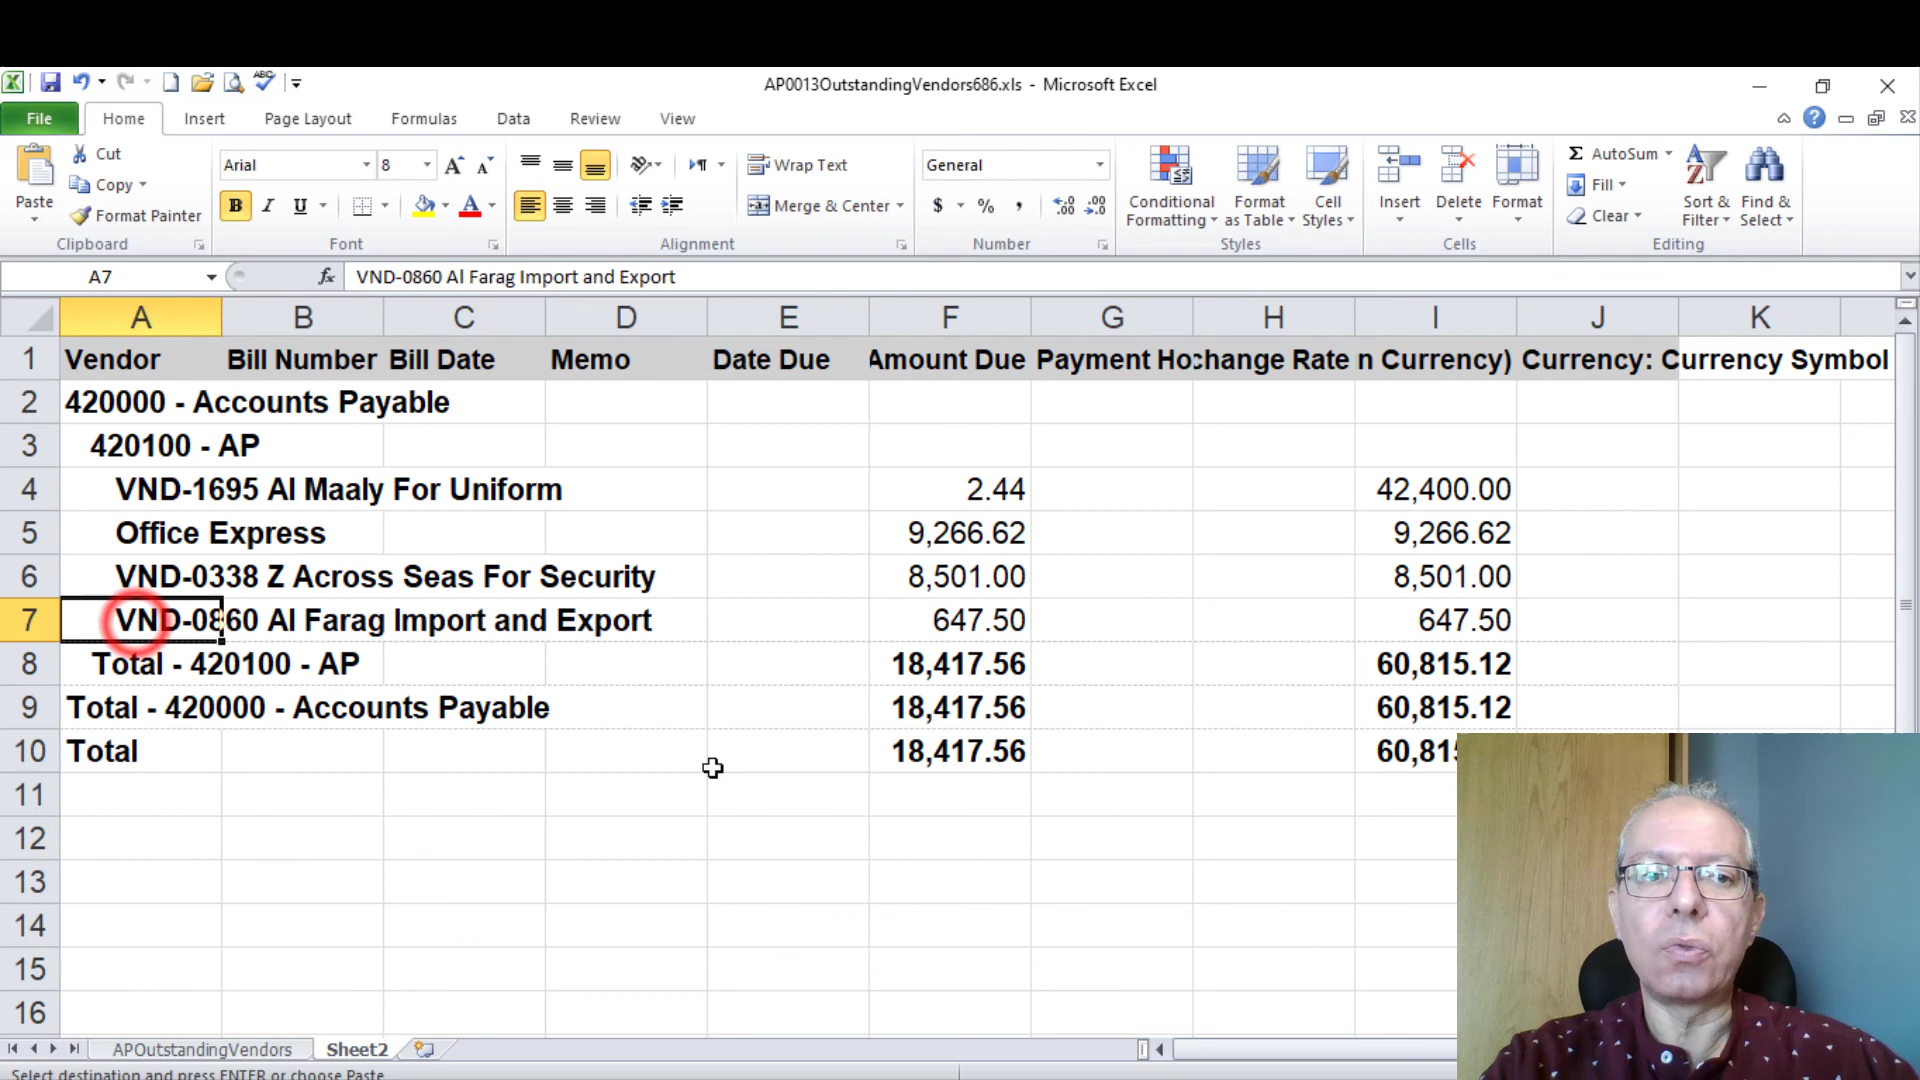 AP0013OutstandingVendors686.xls - Microsoft Excel
File Home Insert Page Layout Formulas Data Review View
Cut
Copy
Format Painter
Paste
Clipboard
Arial 8
B I U
Font
Wrap Text
Merge & Center
Alignment
General
$ % ,
Number
Conditional Formatting
Format as Table
Cell Styles
Styles
Insert Delete Format
Cells
Σ AutoSum
Fill
Clear
Sort & Filter
Find & Select
Editing
A7 fx VND-0860 Al Farag Import and Export
A B C D E F G H I J K
1 Vendor Bill Number Bill Date Memo Date Due Amount Due Payment Ho change Rate n Currency) Currency: Currency Symbol
2 420000 - Accounts Payable
3 420100 - AP
4 VND-1695 Al Maaly For Uniform 2.44 42,400.00
5 Office Express 9,266.62 9,266.62
6 VND-0338 Z Across Seas For Security 8,501.00 8,501.00
7 VND-0860 Al Farag Import and Export 647.50 647.50
8 Total - 420100 - AP 18,417.56 60,815.12
9 Total - 420000 - Accounts Payable 18,417.56 60,815.12
10 Total 18,417.56 60,815
11
12
13
14
15
16
APOutstandingVendors Sheet2
Select destination and press ENTER or choose Paste